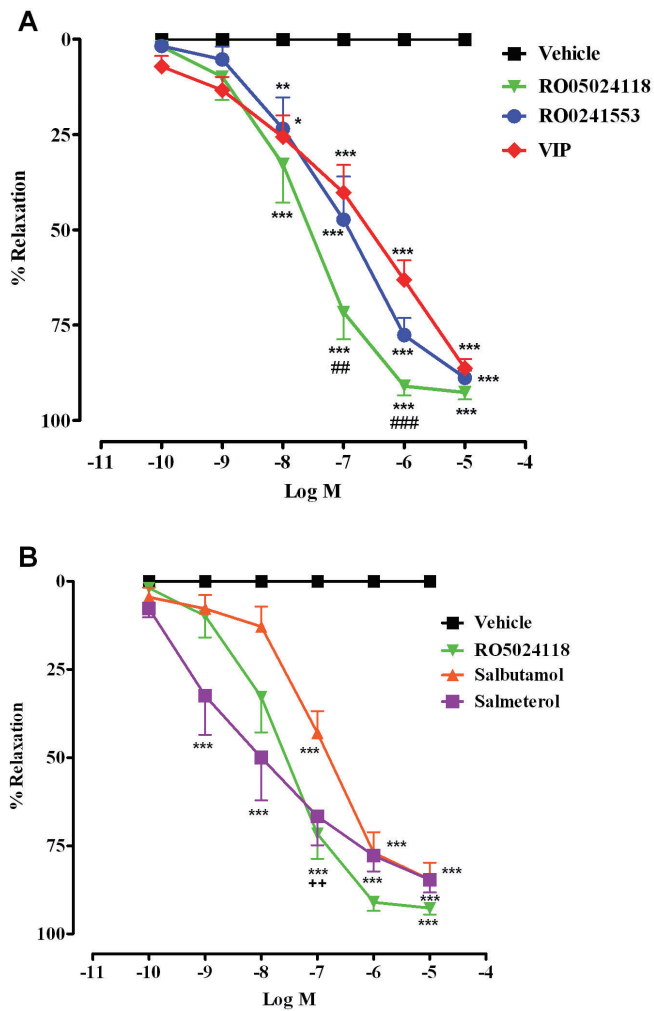 A
0
25
50
75
100
% Relaxation
Vehicle
RO05024118
RO0241553
VIP
**
*
***
***
***
***
***
##
***
***
###
***
***
***
-11 -10 -9 -8 -7 -6 -5 -4
Log M
B
0
25
50
75
100
% Relaxation
Vehicle
RO5024118
Salbutamol
Salmeterol
***
***
***
***
++
***
***
***
***
***
-11 -10 -9 -8 -7 -6 -5 -4
Log M